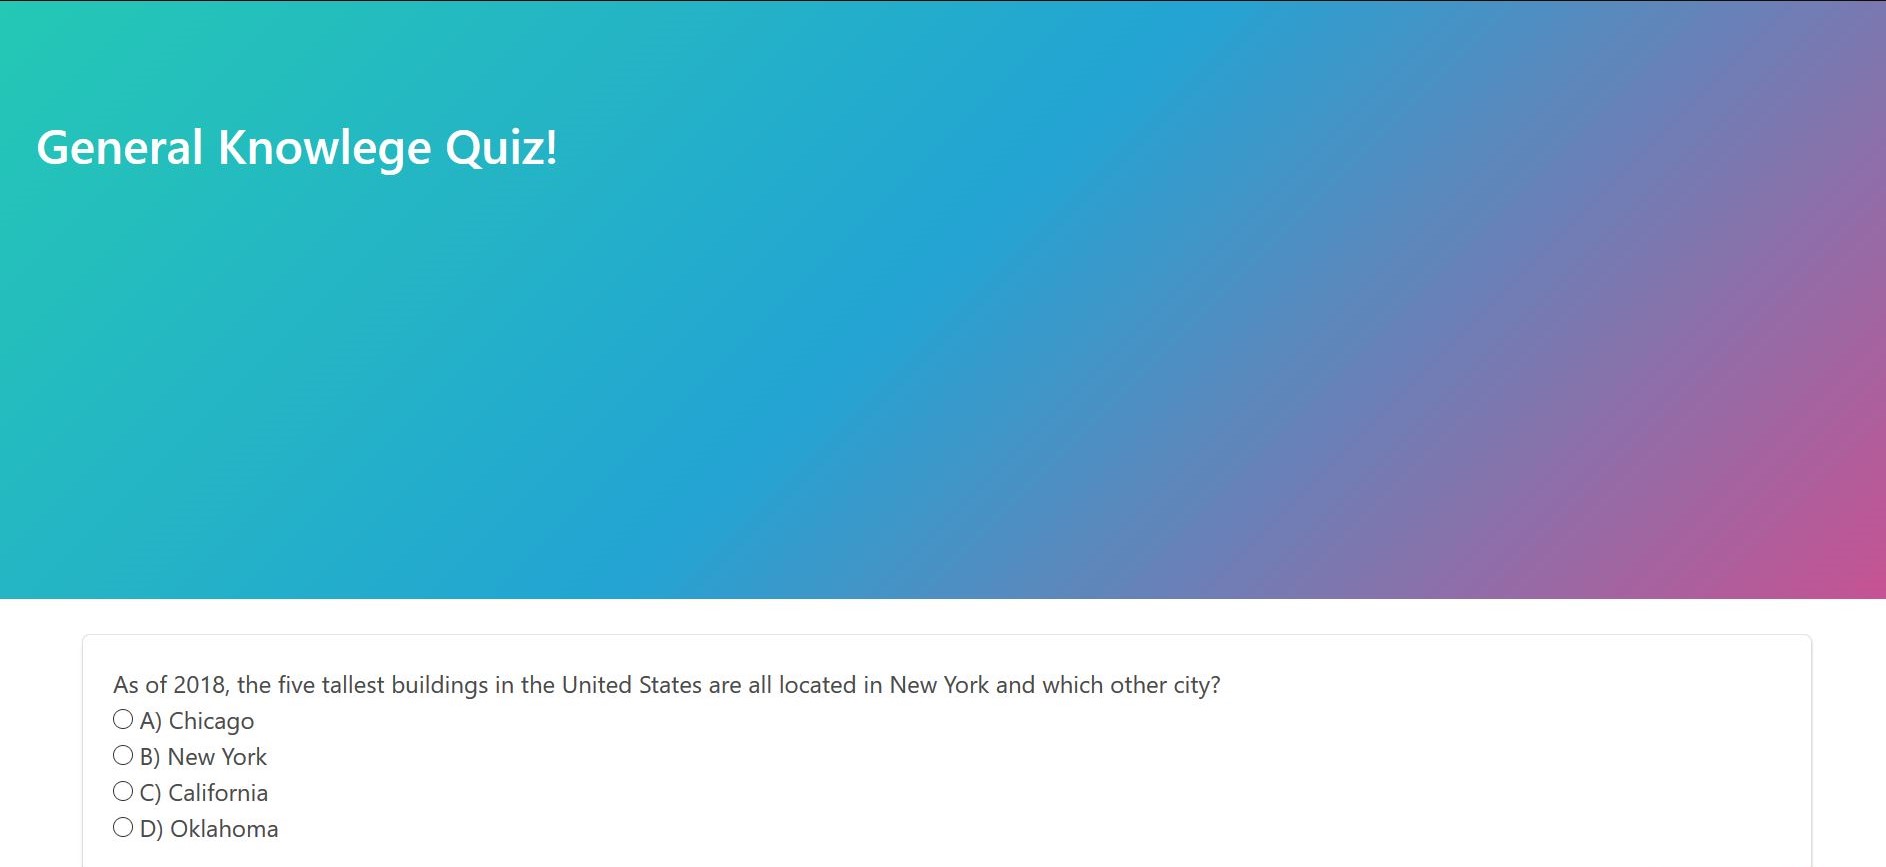 General Knowlege Quiz!
As of 2018, the five tallest buildings in the United States are all located in New York and which other city?
A) Chicago
B) New York
C) California
D) Oklahoma